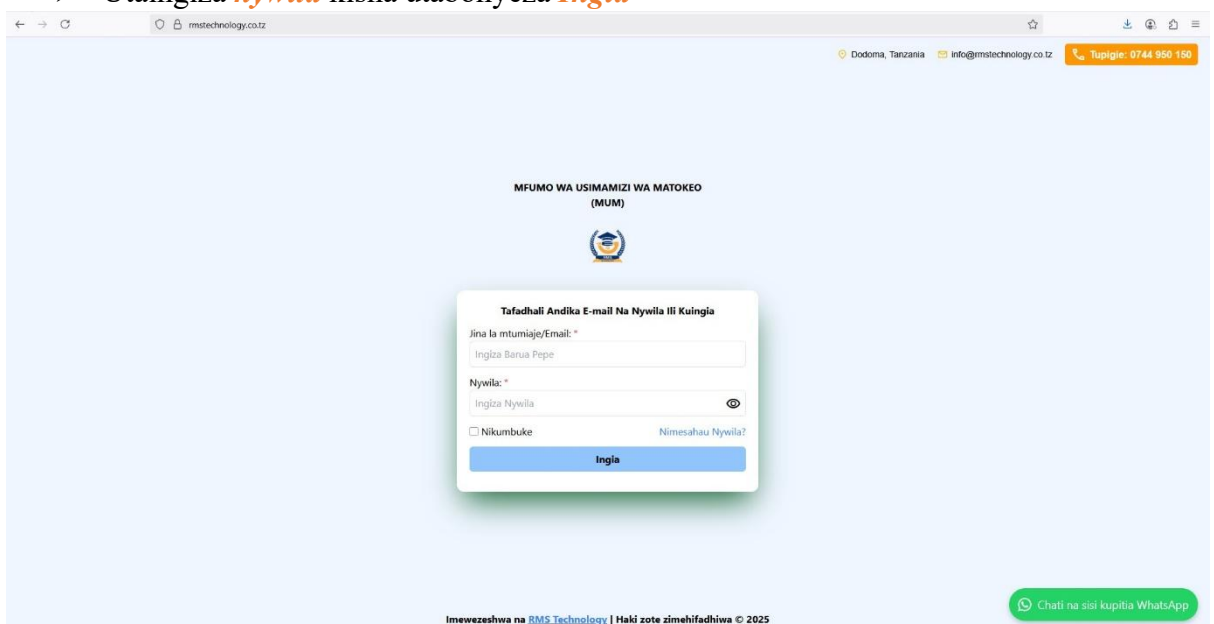 Utaingiza nywila kisha utabonyeza Ingia
rmstechnology.co.tz
Dodoma, Tanzania info@rmstechnology.co.tz Tupigie: 0744 950 150
MFUMO WA USIMAMIZI WA MATOKEO
(MUM)
Tafadhali Andika E-mail Na Nywila Ili Kuingia
Jina la mtumiaje/Email: *
Ingiza Barua Pepe
Nywila: *
Ingiza Nywila
Nikumbuke Nimesahau Nywila?
Ingia
Chati na sisi kupitia WhatsApp
Imewezeshwa na RMS Technology | Haki zote zimehifadhiwa © 2025